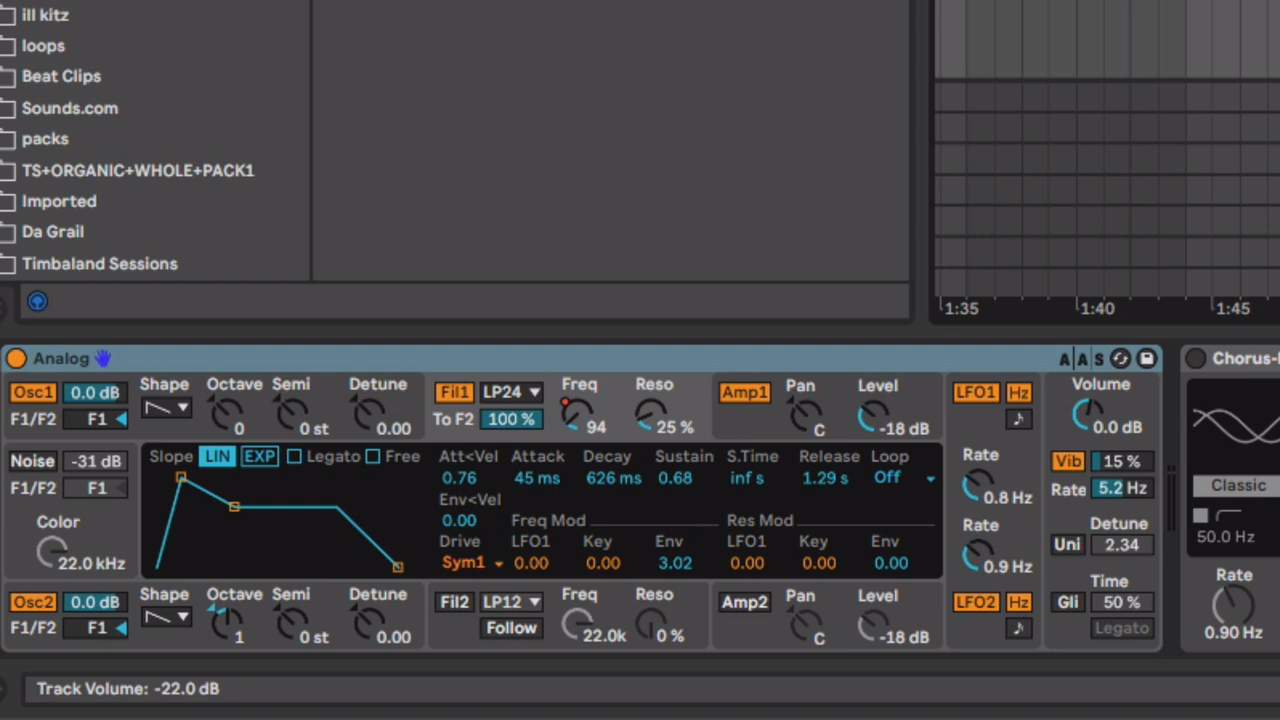 ill kitz
loops
Beat Clips
Sounds.com
packs
TS+ORGANIC+WHOLE+PACK1
Imported
Da Grail
Timbaland Sessions
1:35 1:40 1:45
Analog A A S
Osc1 0.0 dB Shape Octave Semi Detune
F1/F2 F1 0 0 st 0.00
Fil1 LP24 Freq Reso
To F2 100 % 94 25 %
Amp1 Pan Level
C -18 dB
LFO1 Hz
Volume
0.0 dB
Noise -31 dB
F1/F2 F1
Color
22.0 kHz
Slope LIN EXP Legato Free
Att<Vel Attack Decay Sustain S.Time Release Loop
0.76 45 ms 626 ms 0.68 inf s 1.29 s Off
Env<Vel
0.00 Freq Mod Res Mod
Drive LFO1 Key Env LFO1 Key Env
Sym1 0.00 0.00 3.02 0.00 0.00 0.00
Rate
0.8 Hz
Rate
0.9 Hz
Vib 15 %
Rate 5.2 Hz
Detune
Uni 2.34
Time
Gli 50 %
Legato
Osc2 0.0 dB Shape Octave Semi Detune
F1/F2 F1 1 0 st 0.00
Fil2 LP12 Freq Reso
Follow 22.0k 0 %
Amp2 Pan Level
C -18 dB
LFO2 Hz
Classic
50.0 Hz
Rate
0.90 Hz
Track Volume: -22.0 dB